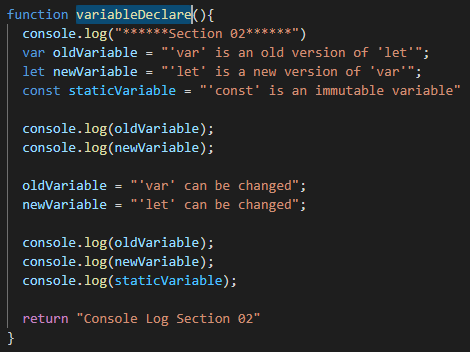 function variableDeclare(){
console.log("******Section 02******")
var oldVariable = "'var' is an old version of 'let'";
let newVariable = "'let' is a new version of 'var'";
const staticVariable = "'const' is an immutable variable"
console.log(oldVariable);
console.log(newVariable);
oldVariable = "'var' can be changed";
newVariable = "'let' can be changed";
console.log(oldVariable);
console.log(newVariable);
console.log(staticVariable);
return "Console Log Section 02"
}